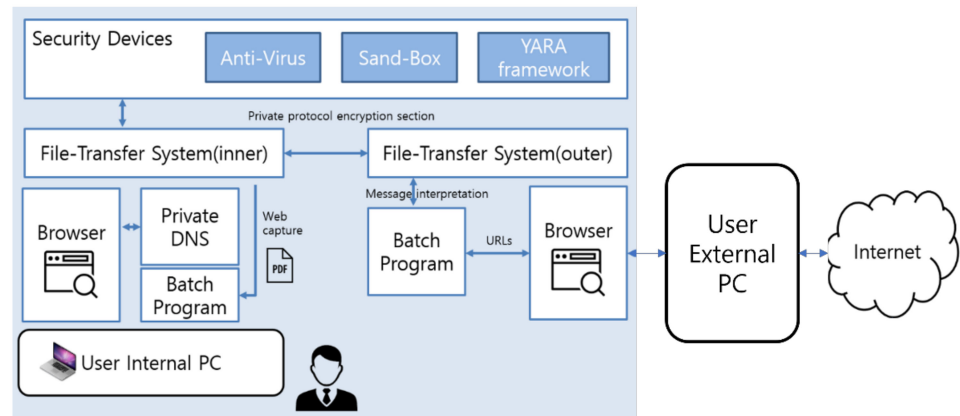 Security Devices
Anti-Virus
Sand-Box
YARA
framework
Private protocol encryption section
File-Transfer System(inner)
File-Transfer System(outer)
Message interpretation
Browser
Private
DNS
Web
capture
PDF
Batch
Program
Batch
Program
URLs
Browser
User
External
PC
Internet
User Internal PC